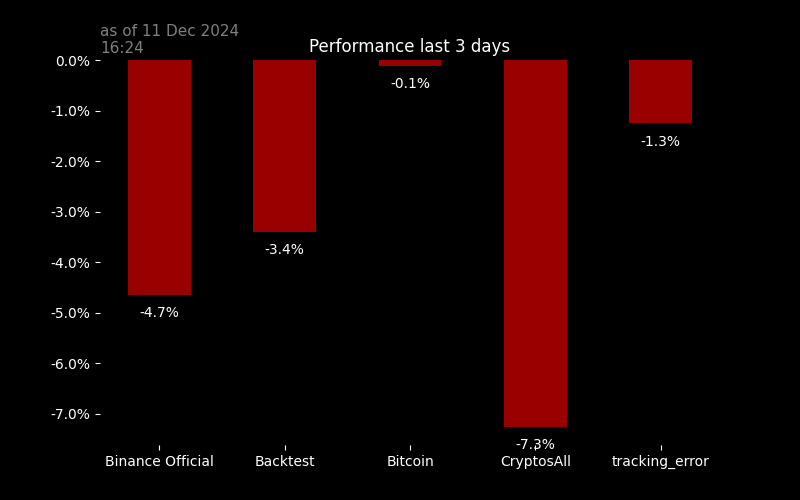 as of 11 Dec 2024
16:24
Performance last 3 days
0.0%
-1.0%
-2.0%
-3.0%
-4.0%
-5.0%
-6.0%
-7.0%
-4.7%
-3.4%
-0.1%
-7.3%
-1.3%
Binance Official
Backtest
Bitcoin
CryptosAll
tracking_error